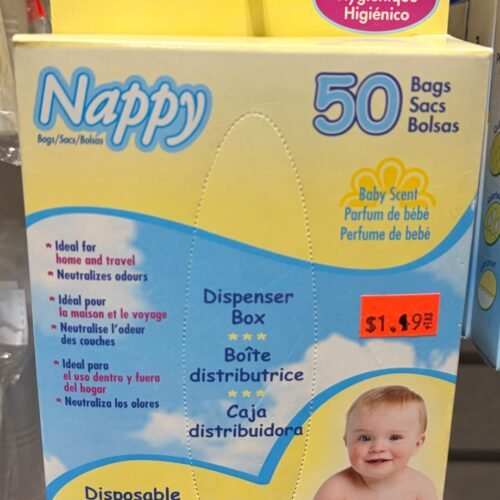 Higiénico
Nappy
Bags/Sacs/Bolsas
50 Bags
Sacs
Bolsas
Baby Scent
Parfum de bébé
Perfume de bebé
* Ideal for
home and travel
* Neutralizes odours
* Idéal pour
la maison et le voyage
* Neutralise l'odeur
des couches
* Ideal para
el uso dentro y fuera
del hogar
* Neutraliza los olores
Dispenser
Box
Boîte
distributrice
Caja
distribuidora
$1.49
Disposable